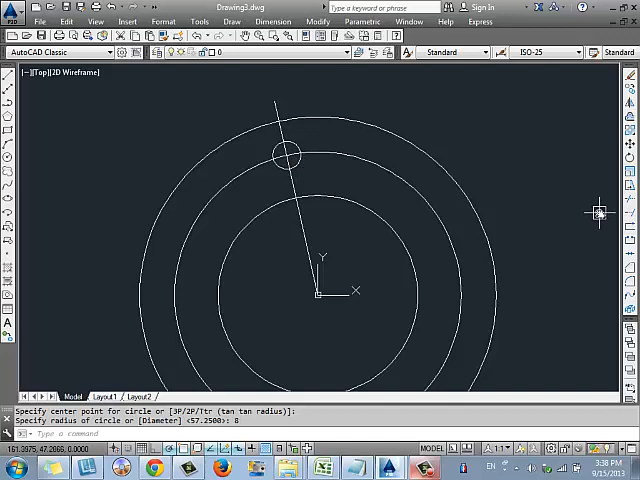 Drawing3.dwg
Type a keyword or phrase
Sign In
File Edit View Insert Format Tools Draw Dimension Modify Parametric Window Help Express
AutoCAD Classic
0
Standard
ISO-25
Standard
[−][Top][2D Wireframe]
Y
X
A
Model Layout1 Layout2
Specify center point for circle or [3P/2P/Ttr (tan tan radius)]:
Specify radius of circle or [Diameter] <57.2500>: 8
Type a command
161.3975, 47.2866, 0.0000
MODEL
1:1
EN
3:38 PM
9/15/2013